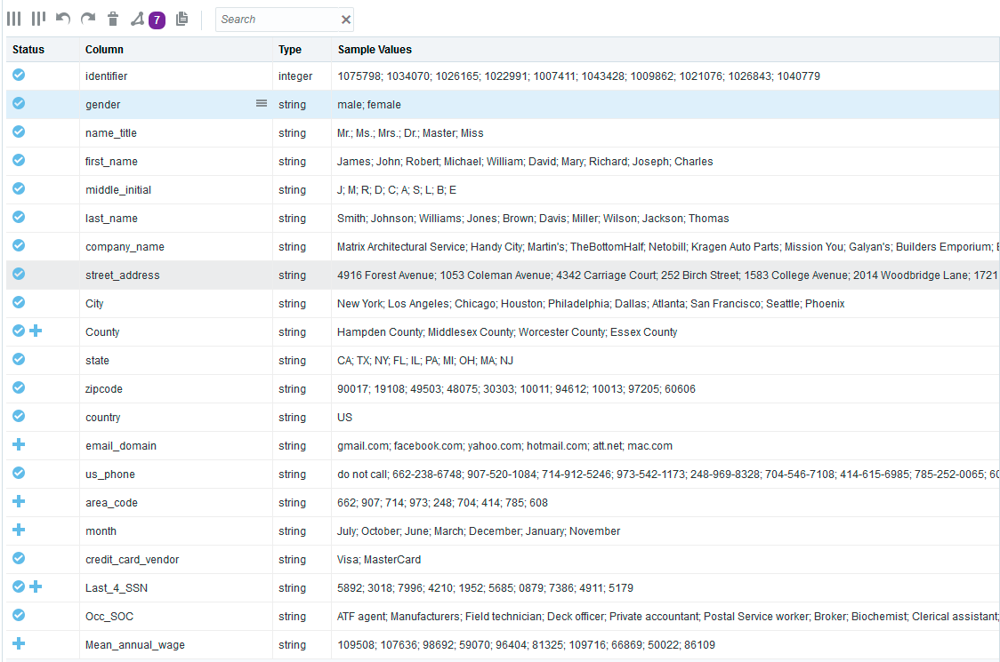 7 Search
Status Column Type Sample Values
identifier integer 1075798; 1034070; 1026165; 1022991; 1007411; 1043428; 1009862; 1021076; 1026843; 1040779
gender string male; female
name_title string Mr.; Ms.; Mrs.; Dr.; Master; Miss
first_name string James; John; Robert; Michael; William; David; Mary; Richard; Joseph; Charles
middle_initial string J; M; R; D; C; A; S; L; B; E
last_name string Smith; Johnson; Williams; Jones; Brown; Davis; Miller; Wilson; Jackson; Thomas
company_name string Matrix Architectural Service; Handy City; Martin's; TheBottomHalf; Netobill; Kragen Auto Parts; Mission You; Galyan's; Builders Emporium;
street_address string 4916 Forest Avenue; 1053 Coleman Avenue; 4342 Carriage Court; 252 Birch Street; 1583 College Avenue; 2014 Woodbridge Lane; 1721
City string New York; Los Angeles; Chicago; Houston; Philadelphia; Dallas; Atlanta; San Francisco; Seattle; Phoenix
County string Hampden County; Middlesex County; Worcester County; Essex County
state string CA; TX; NY; FL; IL; PA; MI; OH; MA; NJ
zipcode string 90017; 19108; 49503; 48075; 30303; 10011; 94612; 10013; 97205; 60606
country string US
email_domain string gmail.com; facebook.com; yahoo.com; hotmail.com; att.net; mac.com
us_phone string do not call; 662-238-6748; 907-520-1084; 714-912-5246; 973-542-1173; 248-969-8328; 704-546-7108; 414-615-6985; 785-252-0065; 60
area_code string 662; 907; 714; 973; 248; 704; 414; 785; 608
month string July; October; June; March; December; January; November
credit_card_vendor string Visa; MasterCard
Last_4_SSN string 5892; 3018; 7996; 4210; 1952; 5685; 0879; 7386; 4911; 5179
Occ_SOC string ATF agent; Manufacturers; Field technician; Deck officer; Private accountant; Postal Service worker; Broker; Biochemist; Clerical assistant;
Mean_annual_wage string 109508; 107636; 98692; 59070; 96404; 81325; 109716; 66869; 50022; 86109